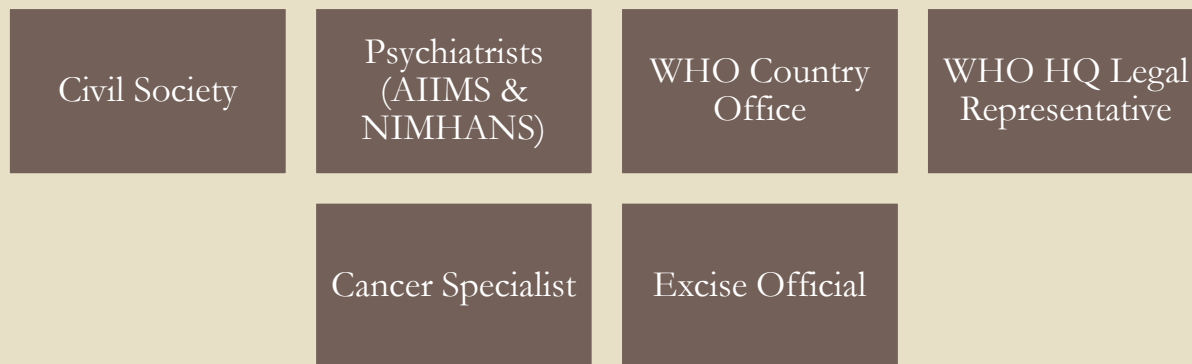 Civil Society
Psychiatrists
(AIIMS &
NIMHANS)
WHO Country
Office
WHO HQ Legal
Representative
Cancer Specialist
Excise Official